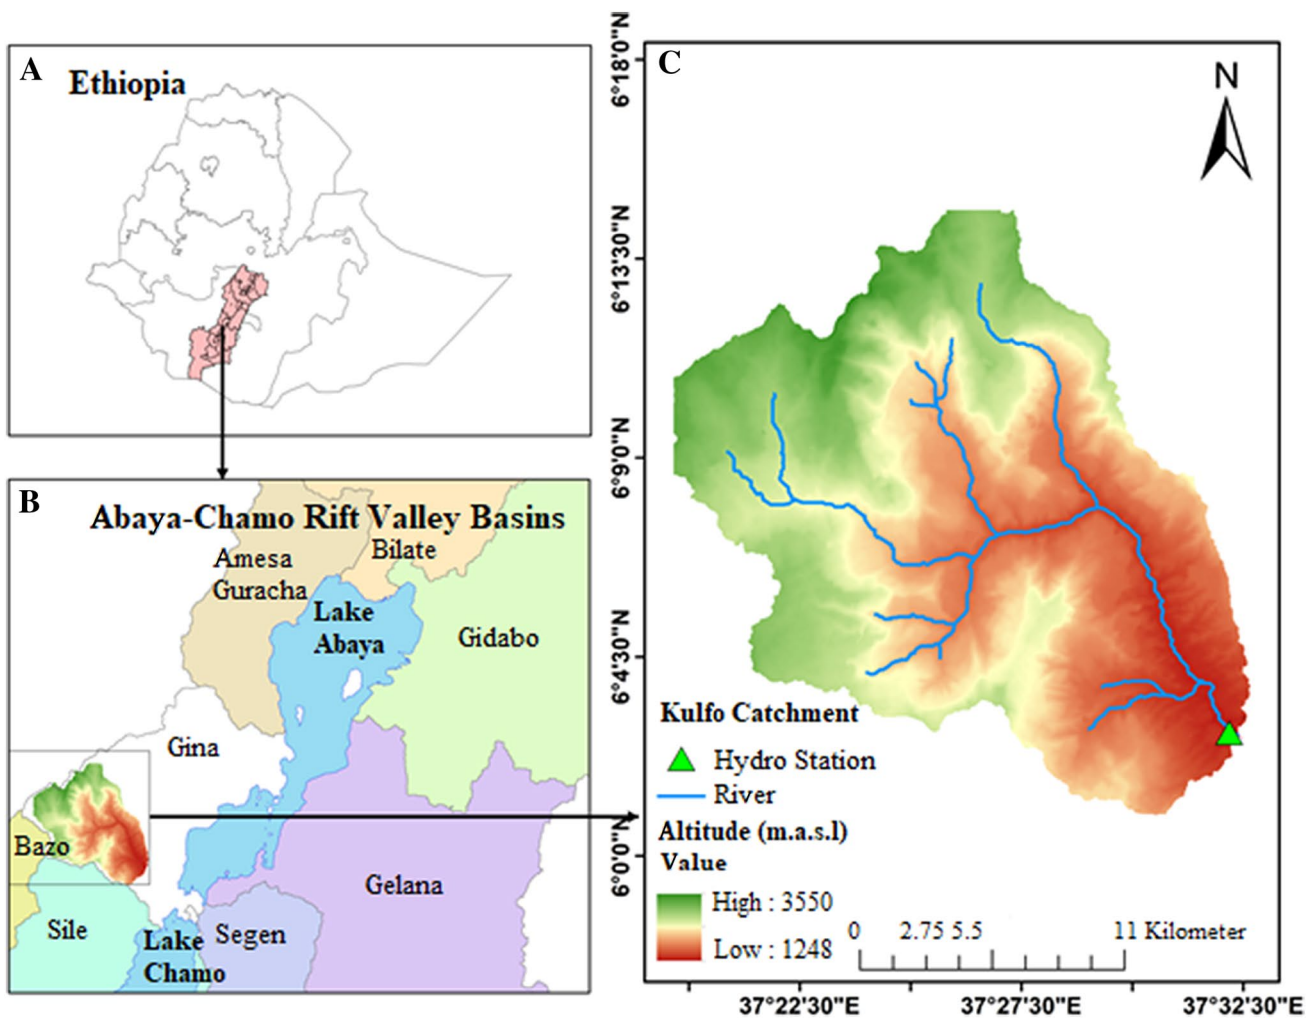 A
Ethiopia
B
Abaya-Chamo Rift Valley Basins
Amesa
Guracha
Bilate
Lake
Abaya
Gidabo
Gina
Bazo
Gelana
Sile
Lake
Chamo
Segen
C
N
6°18'0"N
6°13'30"N
6°9'0"N
6°4'30"N
6°0'0"N
Kulfo Catchment
Hydro Station
River
Altitude (m.a.s.l)
Value
High : 3550
Low : 1248
0 2.75 5.5 11 Kilometer
37°22'30"E 37°27'30"E 37°32'30"E